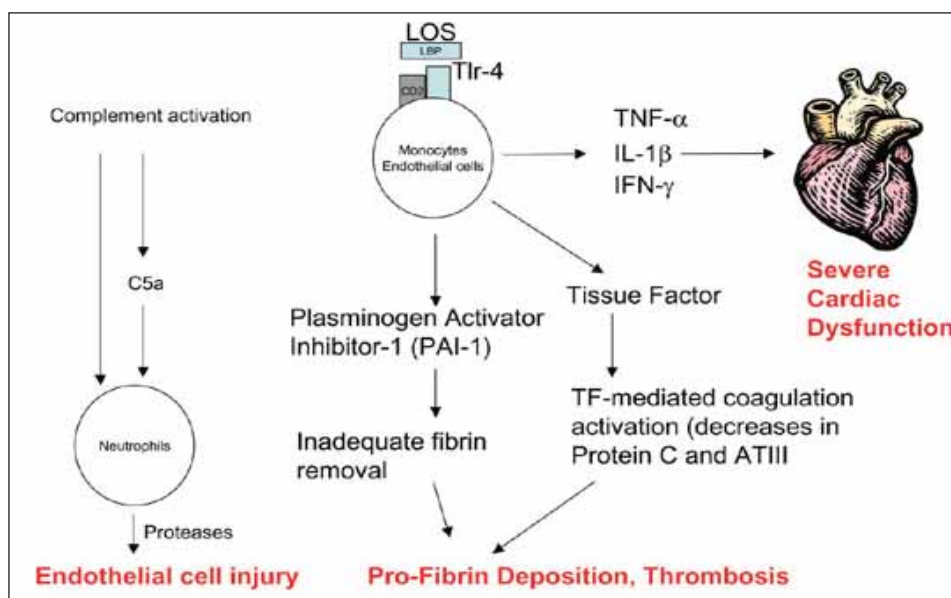 LOS
LBP
Tlr-4
CD2
Complement activation
Monocytes
Endothelial cells
TNF-α
IL-1β
IFN-γ
Severe
Cardiac
Dysfunction
C5a
Plasminogen Activator
Inhibitor-1 (PAI-1)
Tissue Factor
Neutrophils
Inadequate fibrin
removal
TF-mediated coagulation
activation (decreases in
Protein C and ATIII
Proteases
Endothelial cell injury
Pro-Fibrin Deposition, Thrombosis